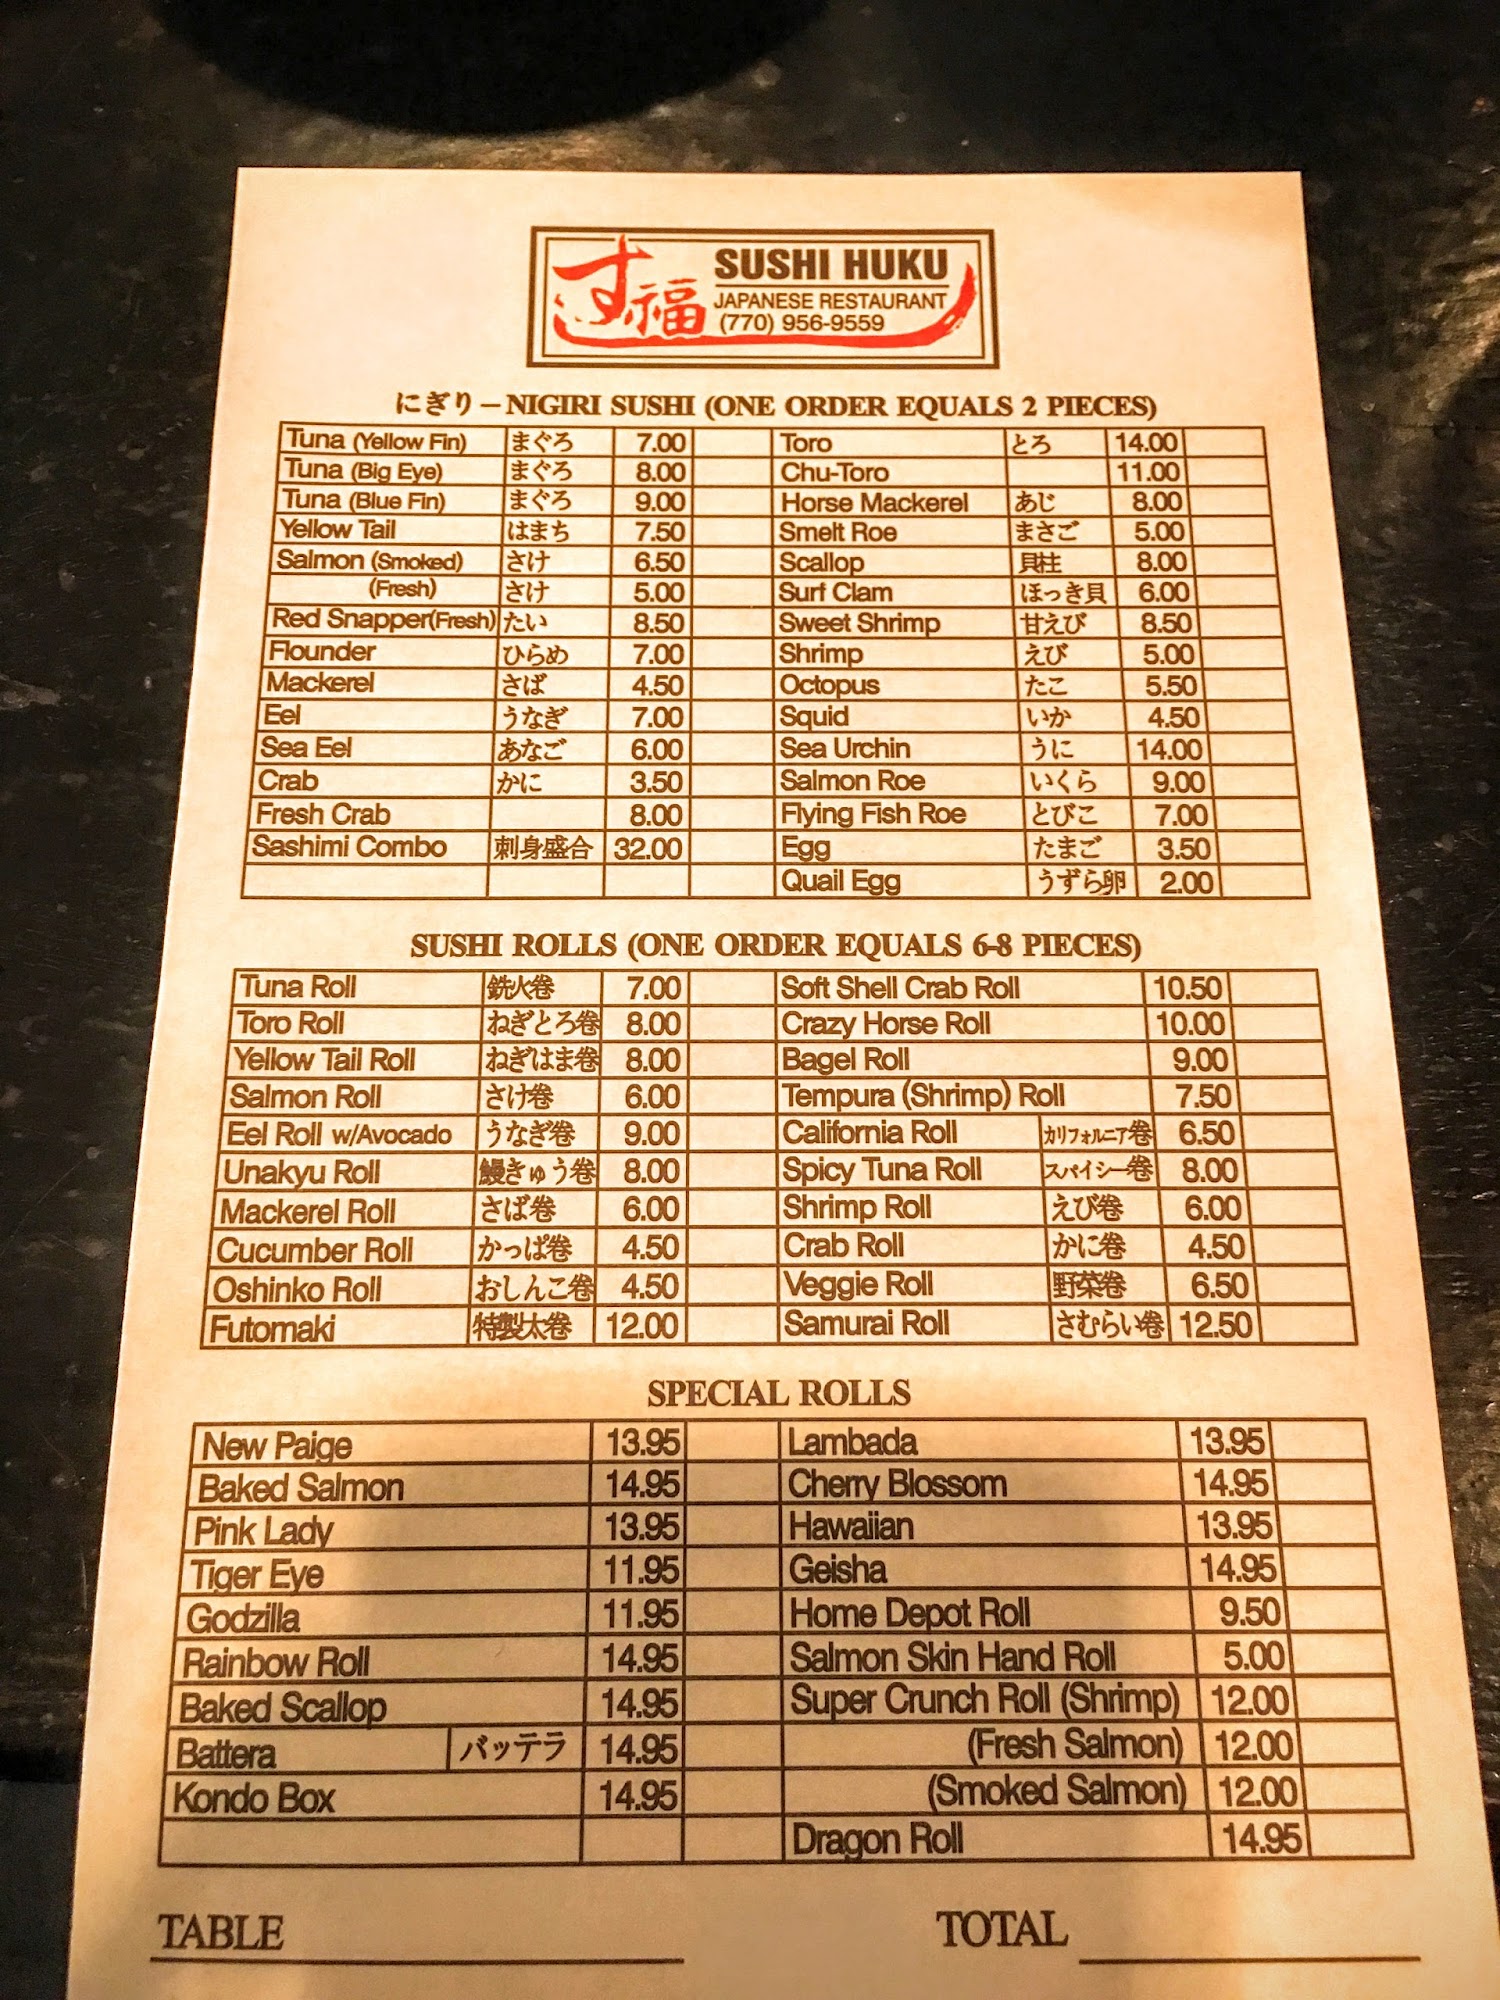 す福
SUSHI HUKU
JAPANESE RESTAURANT
(770) 956-9559
にぎり – NIGIRI SUSHI (ONE ORDER EQUALS 2 PIECES)
Tuna (Yellow Fin) まぐろ 7.00 Toro とろ 14.00
Tuna (Big Eye) まぐろ 8.00 Chu-Toro 11.00
Tuna (Blue Fin) まぐろ 9.00 Horse Mackerel あじ 8.00
Yellow Tail はまち 7.50 Smelt Roe まさご 5.00
Salmon (Smoked) さけ 6.50 Scallop 貝柱 8.00
(Fresh) さけ 5.00 Surf Clam ほっき貝 6.00
Red Snapper(Fresh) たい 8.50 Sweet Shrimp 甘えび 8.50
Flounder ひらめ 7.00 Shrimp えび 5.00
Mackerel さば 4.50 Octopus たこ 5.50
Eel うなぎ 7.00 Squid いか 4.50
Sea Eel あなご 6.00 Sea Urchin うに 14.00
Crab かに 3.50 Salmon Roe いくら 9.00
Fresh Crab 8.00 Flying Fish Roe とびこ 7.00
Sashimi Combo 刺身盛合 32.00 Egg たまご 3.50
Quail Egg うずら卵 2.00
SUSHI ROLLS (ONE ORDER EQUALS 6-8 PIECES)
Tuna Roll 銑火巻 7.00 Soft Shell Crab Roll 10.50
Toro Roll ねぎとろ巻 8.00 Crazy Horse Roll 10.00
Yellow Tail Roll ねぎはま巻 8.00 Bagel Roll 9.00
Salmon Roll さけ巻 6.00 Tempura (Shrimp) Roll 7.50
Eel Roll w/Avocado うなぎ巻 9.00 California Roll カリフォルニア巻 6.50
Unakyu Roll 鰻きゅう巻 8.00 Spicy Tuna Roll スパイシー巻 8.00
Mackerel Roll さば巻 6.00 Shrimp Roll えび巻 6.00
Cucumber Roll かっぱ巻 4.50 Crab Roll かに巻 4.50
Oshinko Roll おしんこ巻 4.50 Veggie Roll 野菜巻 6.50
Futomaki 特製太巻 12.00 Samurai Roll さむらい巻 12.50
SPECIAL ROLLS
New Paige 13.95 Lambada 13.95
Baked Salmon 14.95 Cherry Blossom 14.95
Pink Lady 13.95 Hawaiian 13.95
Tiger Eye 11.95 Geisha 14.95
Godzilla 11.95 Home Depot Roll 9.50
Rainbow Roll 14.95 Salmon Skin Hand Roll 5.00
Baked Scallop 14.95 Super Crunch Roll (Shrimp) 12.00
Battera バッテラ 14.95 (Fresh Salmon) 12.00
Kondo Box 14.95 (Smoked Salmon) 12.00
Dragon Roll 14.95
TABLE TOTAL